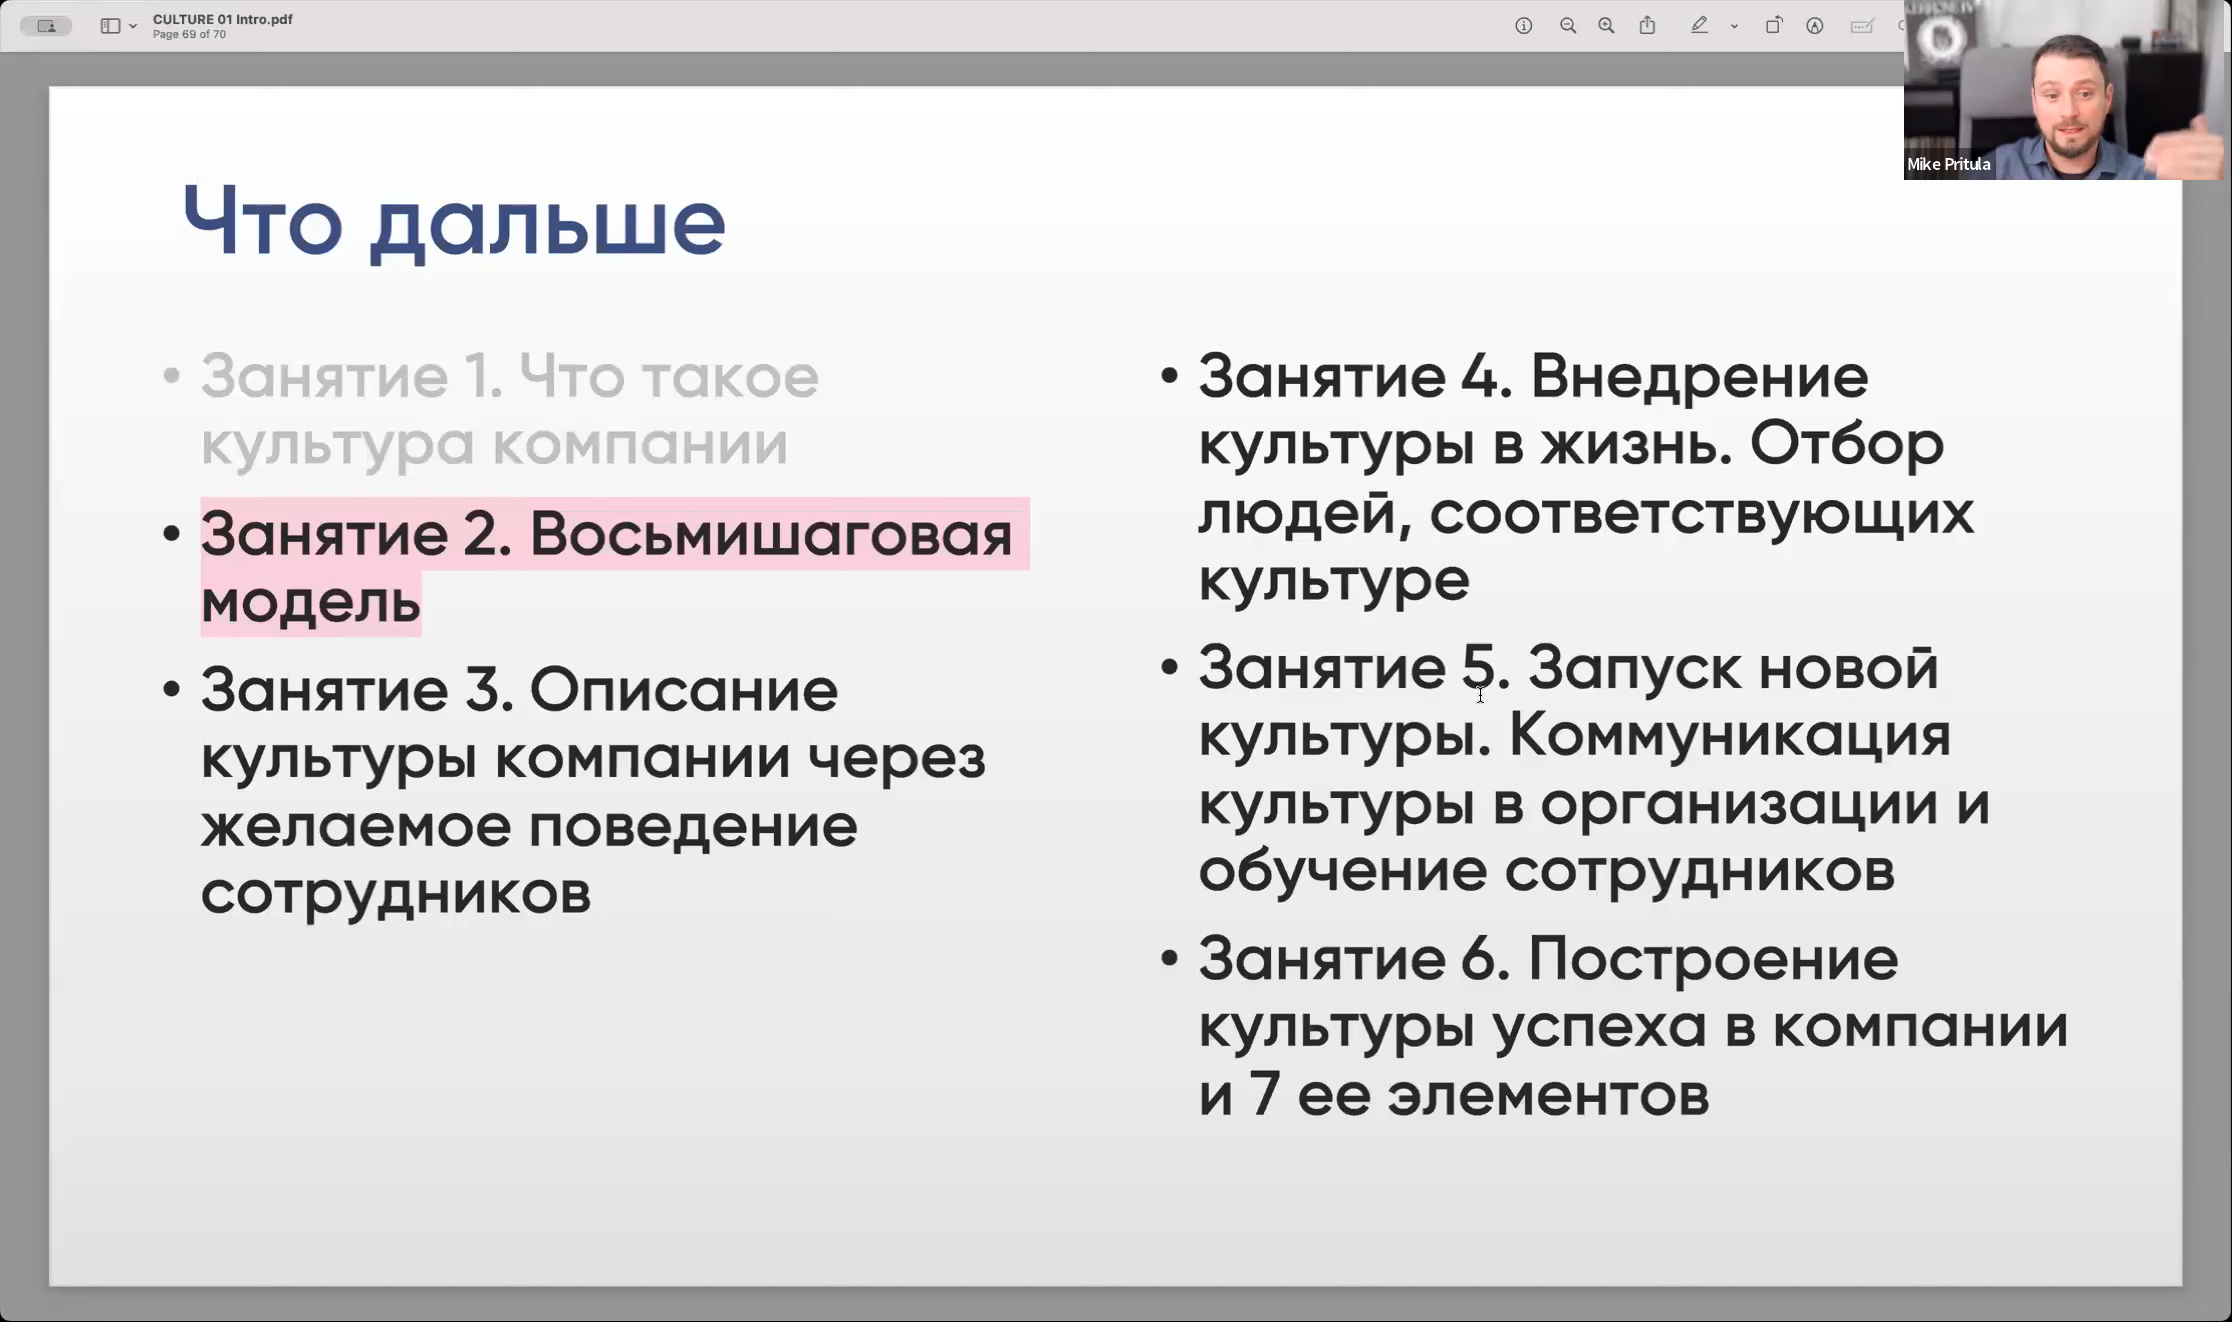 CULTURE 01 Intro.pdf
Page 69 of 70
Mike Pritula
Что дальше
• Занятие 1. Что такое
культура компании
• Занятие 2. Восьмишаговая
модель
• Занятие 3. Описание
культуры компании через
желаемое поведение
сотрудников
• Занятие 4. Внедрение
культуры в жизнь. Отбор
людей, соответствующих
культуре
• Занятие 5. Запуск новой
культуры. Коммуникация
культуры в организации и
обучение сотрудников
• Занятие 6. Построение
культуры успеха в компании
и 7 ее элементов